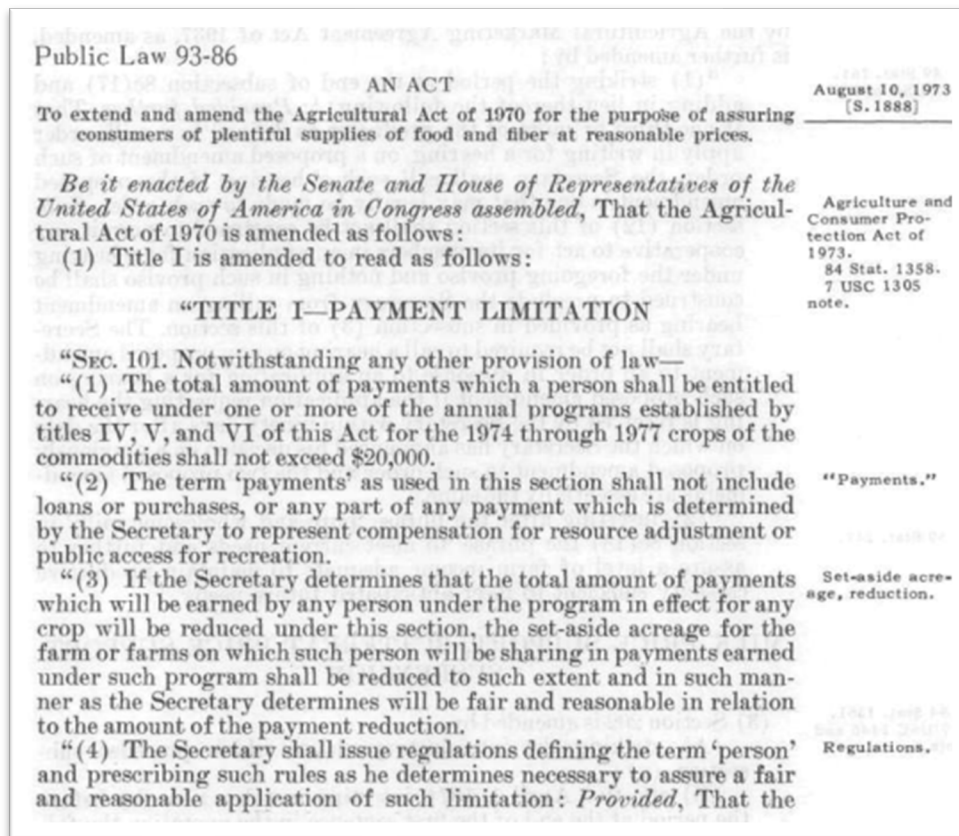 Public Law 93-86
AN ACT
August 10, 1973
[S. 1888]
To extend and amend the Agricultural Act of 1970 for the purpose of assuring
consumers of plentiful supplies of food and fiber at reasonable prices.
Be it enacted by the Senate and House of Representatives of the
United States of America in Congress assembled, That the Agricul-
tural Act of 1970 is amended as follows:
(1) Title I is amended to read as follows:
Agriculture and
Consumer Pro-
tection Act of
1973.
84 Stat. 1358.
7 USC 1305
note.
"TITLE I—PAYMENT LIMITATION
"SEC. 101. Notwithstanding any other provision of law—
"(1) The total amount of payments which a person shall be entitled
to receive under one or more of the annual programs established by
titles IV, V, and VI of this Act for the 1974 through 1977 crops of the
commodities shall not exceed $20,000.
"(2) The term 'payments' as used in this section shall not include
loans or purchases, or any part of any payment which is determined
by the Secretary to represent compensation for resource adjustment or
public access for recreation.
"Payments."
"(3) If the Secretary determines that the total amount of payments
which will be earned by any person under the program in effect for any
crop will be reduced under this section, the set-aside acreage for the
farm or farms on which such person will be sharing in payments earned
under such program shall be reduced to such extent and in such man-
ner as the Secretary determines will be fair and reasonable in relation
to the amount of the payment reduction.
Set-aside acre-
age, reduction.
"(4) The Secretary shall issue regulations defining the term 'person'
and prescribing such rules as he determines necessary to assure a fair
and reasonable application of such limitation: Provided, That the
Regulations.